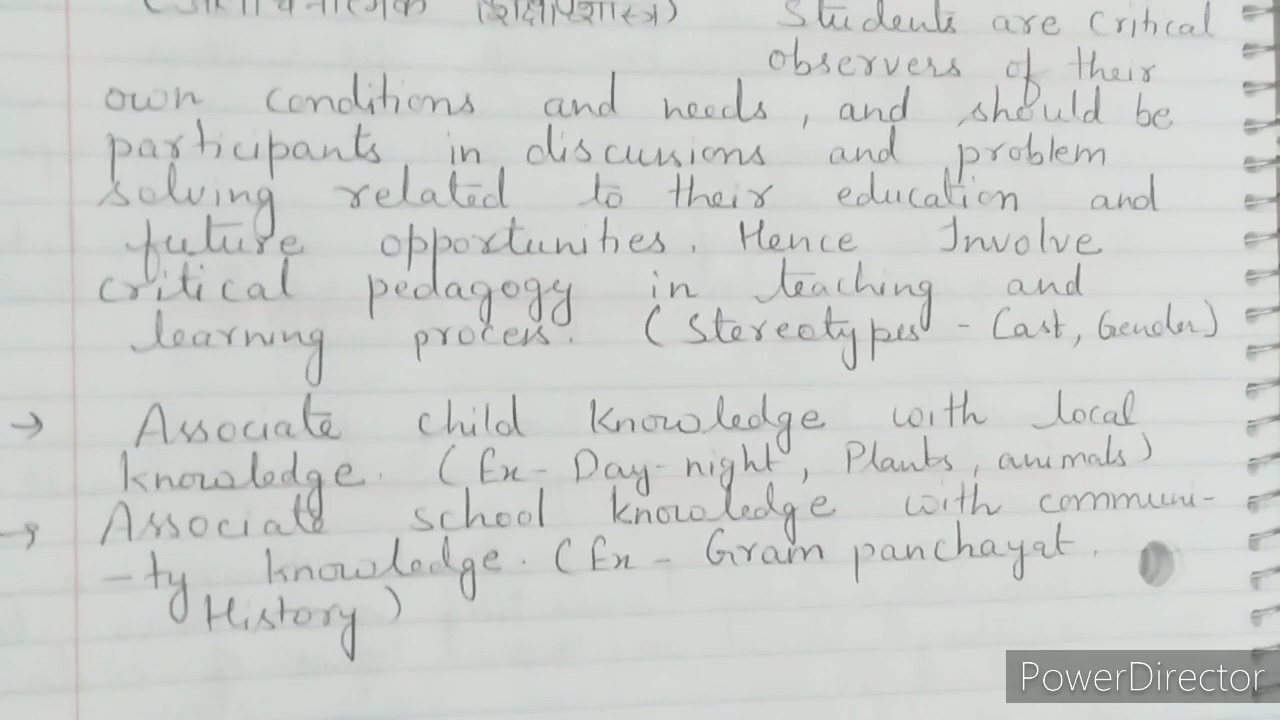 (आलोचनात्मक शिक्षाशास्त्र) Students are critical
observers of their
own conditions and needs, and should be
participants in discussions and problem
solving related to their education and
future opportunities. Hence Involve
critical pedagogy in teaching and
learning process. (Stereotypes - Cast, Gender)
→ Associate child knowledge with local
knowledge. (Ex - Day-night, Plants, animals)
→ Associate school knowledge with communi-
-ty knowledge. (Ex - Gram panchayat.
History)
PowerDirector